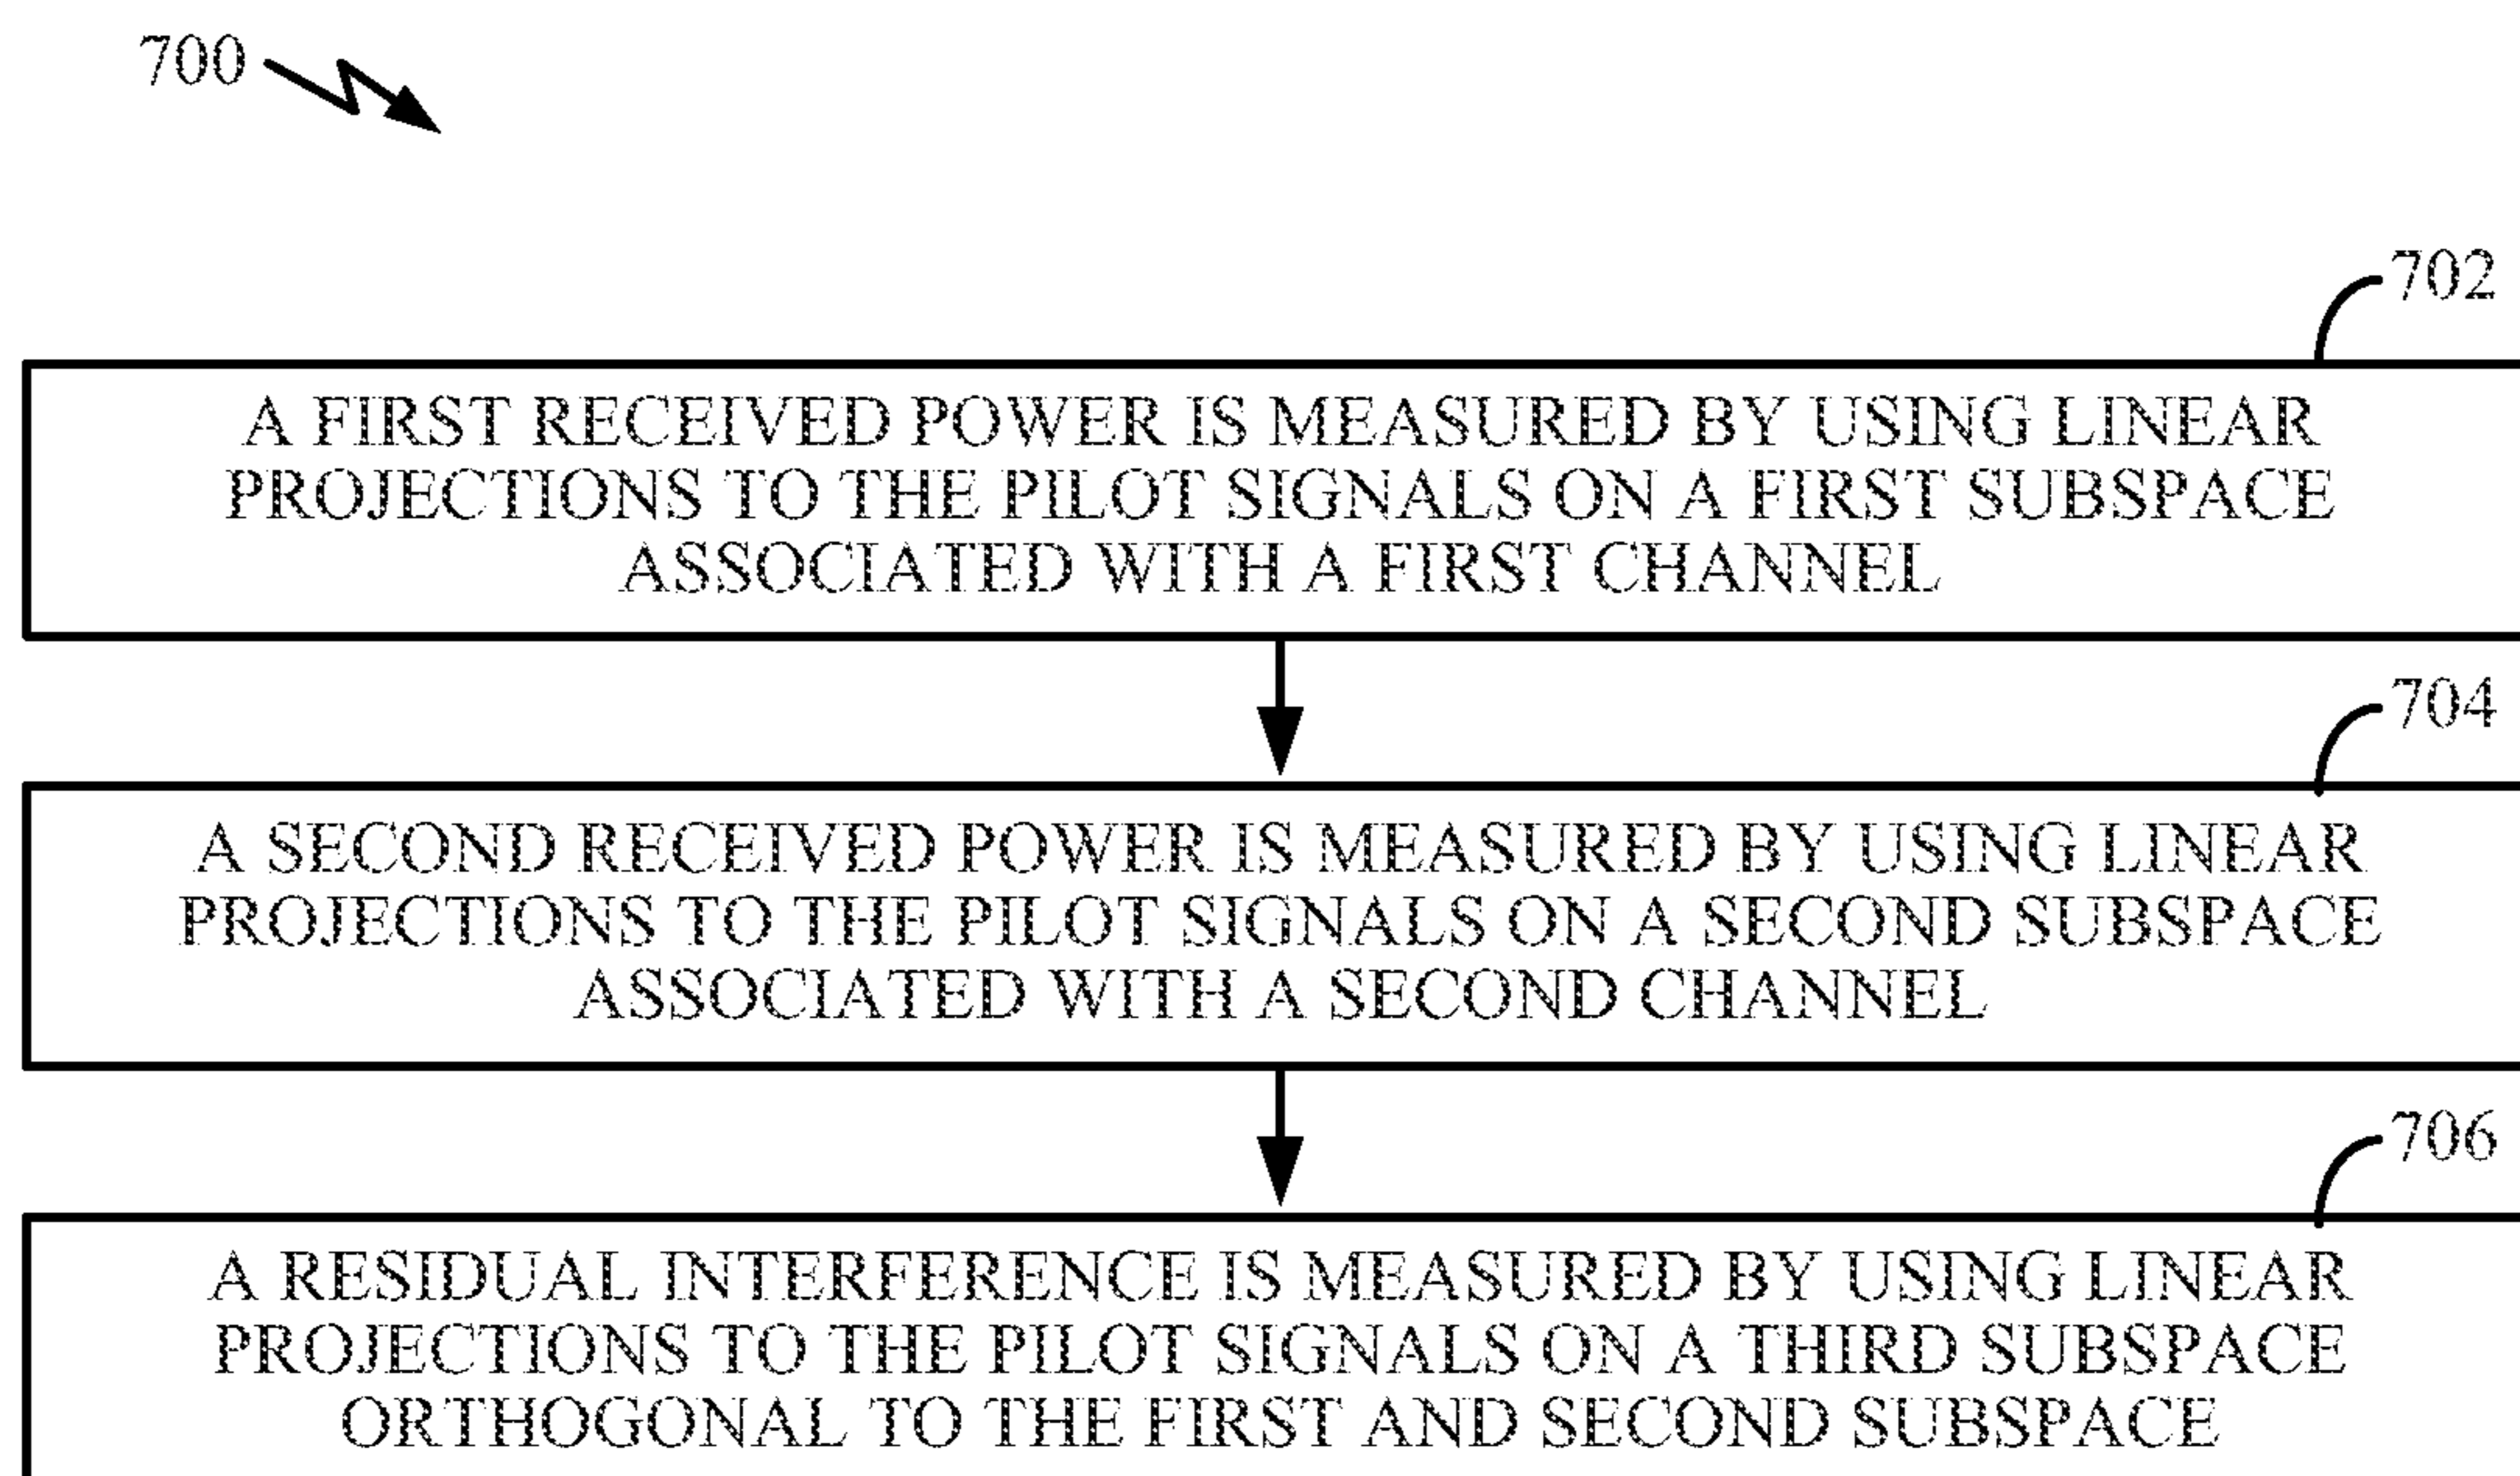 700
702
A FIRST RECEIVED POWER IS MEASURED BY USING LINEAR
PROJECTIONS TO THE PILOT SIGNALS ON A FIRST SUBSPACE
ASSOCIATED WITH A FIRST CHANNEL
704
A SECOND RECEIVED POWER IS MEASURED BY USING LINEAR
PROJECTIONS TO THE PILOT SIGNALS ON A SECOND SUBSPACE
ASSOCIATED WITH A SECOND CHANNEL
706
A RESIDUAL INTERFERENCE IS MEASURED BY USING LINEAR
PROJECTIONS TO THE PILOT SIGNALS ON A THIRD SUBSPACE
ORTHOGONAL TO THE FIRST AND SECOND SUBSPACE